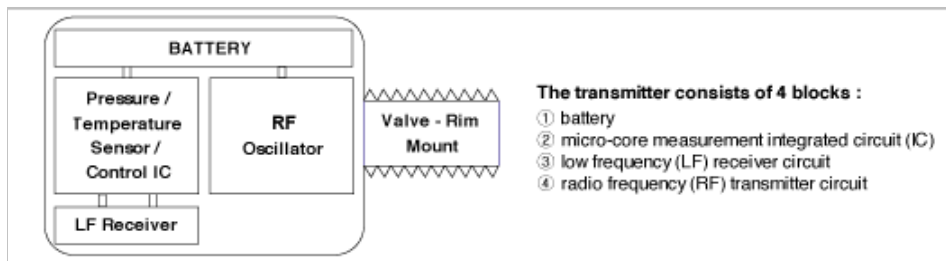 BATTERY
Pressure /
Temperature
Sensor /
Control IC
RF
Oscillator
Valve - Rim
Mount
LF Receiver
The transmitter consists of 4 blocks :
① battery
② micro-core measurement integrated circuit (IC)
③ low frequency (LF) receiver circuit
④ radio frequency (RF) transmitter circuit